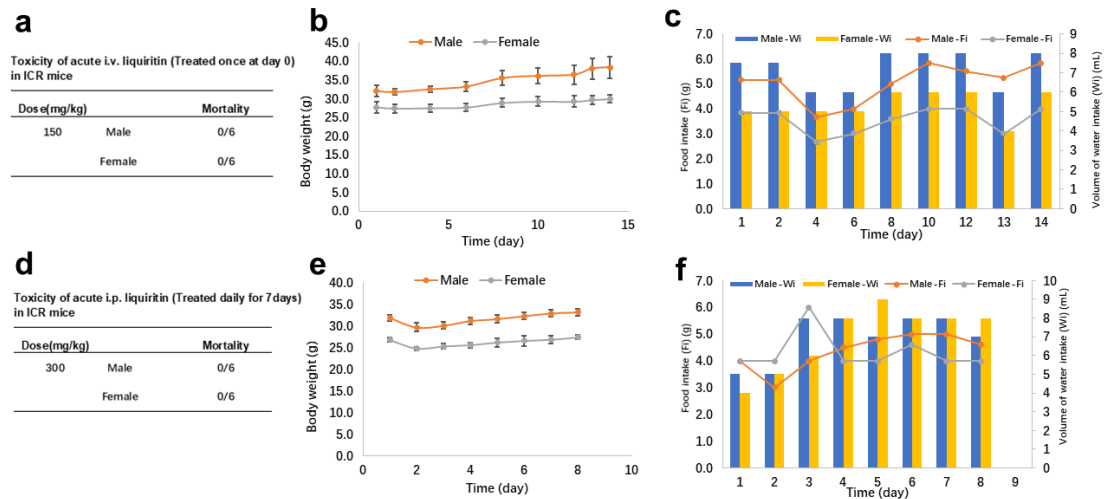 a
Toxicity of acute i.v. liquiritin (Treated once at day 0)
in ICR mice
Dose(mg/kg) Mortality
150 Male 0/6
Female 0/6
b
Male Female
45.0
40.0
35.0
30.0
25.0
20.0
15.0
10.0
5.0
0.0
Body weight (g)
0 5 10 15
Time (day)
c
Male-Wi Famale-Wi Male-Fi Female-Fi
7.0
6.0
5.0
4.0
3.0
2.0
1.0
0.0
Food intake (Fi) (g)
9
8
7
6
5
4
3
2
1
0
Volume of water intake (Wi) (mL)
1 2 4 6 8 10 12 13 14
Time (day)
d
Toxicity of acute i.p. liquiritin (Treated daily for 7days)
in ICR mice
Dose(mg/kg) Mortality
300 Male 0/6
Female 0/6
e
Male Female
40.0
35.0
30.0
25.0
20.0
15.0
10.0
5.0
0.0
Body weight (g)
0 2 4 6 8 10
Time (day)
f
Male-Wi Female-Wi Male-Fi Female-Fi
7.0
6.0
5.0
4.0
3.0
2.0
1.0
0.0
Food intake (Fi) (g)
10
9
8
7
6
5
4
3
2
1
0
Volume of water intake (Wi) (mL)
1 2 3 4 5 6 7 8 9
Time (day)